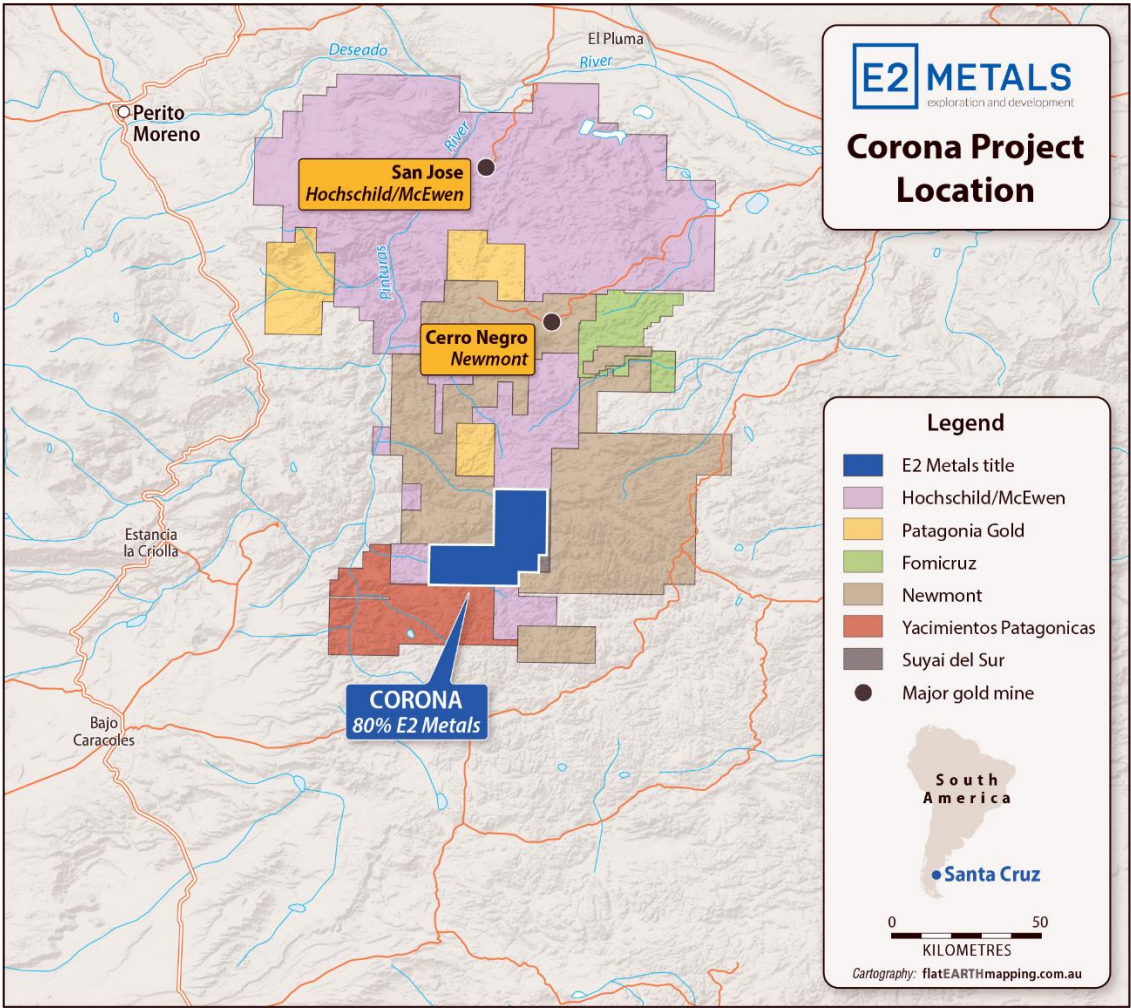 Deseado
River
El Pluma
River
Perito
Moreno
San Jose
Hochschild/McEwen
Pinturas
Cerro Negro
Newmont
Estancia
la Criolla
Bajo
Caracoles
CORONA
80% E2 Metals
E2 METALS
exploration and development
Corona Project
Location
Legend
E2 Metals title
Hochschild/McEwen
Patagonia Gold
Fomicruz
Newmont
Yacimientos Patagonicas
Suyai del Sur
Major gold mine
South
America
Santa Cruz
0 50
KILOMETRES
Cartography: flatEARTHmapping.com.au